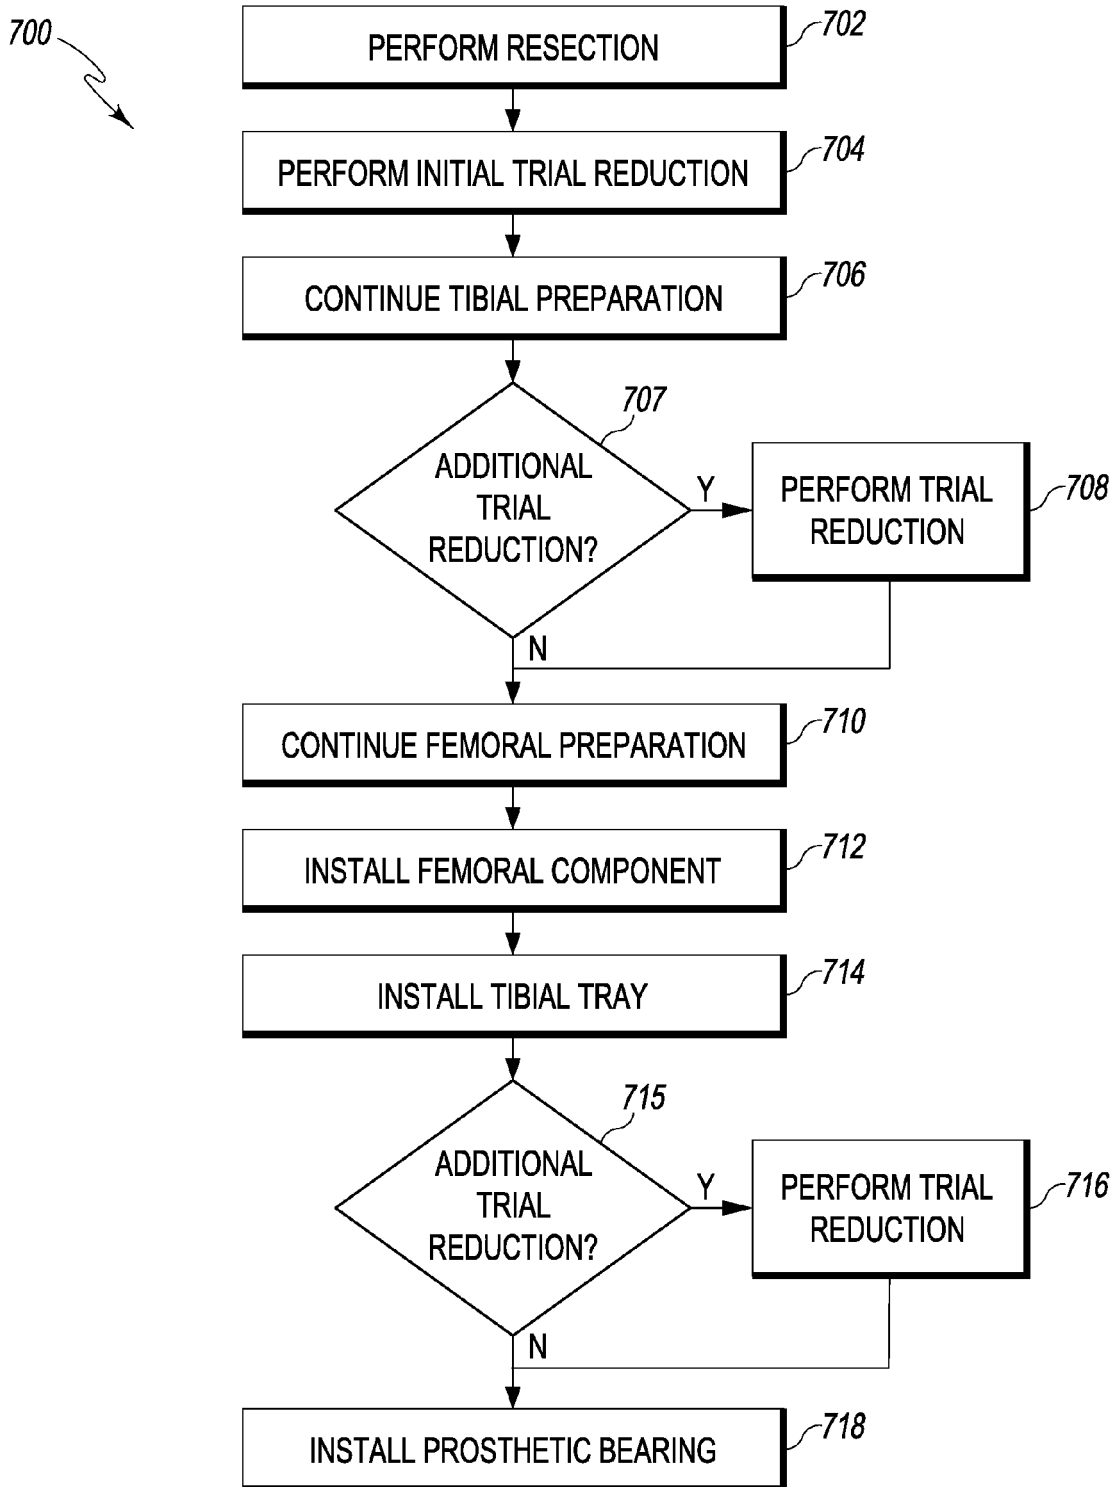 700
702
PERFORM RESECTION
704
PERFORM INITIAL TRIAL REDUCTION
706
CONTINUE TIBIAL PREPARATION
707
ADDITIONAL
TRIAL
REDUCTION?
Y
PERFORM TRIAL
REDUCTION
708
N
710
CONTINUE FEMORAL PREPARATION
712
INSTALL FEMORAL COMPONENT
714
INSTALL TIBIAL TRAY
715
ADDITIONAL
TRIAL
REDUCTION?
Y
PERFORM TRIAL
REDUCTION
716
N
718
INSTALL PROSTHETIC BEARING